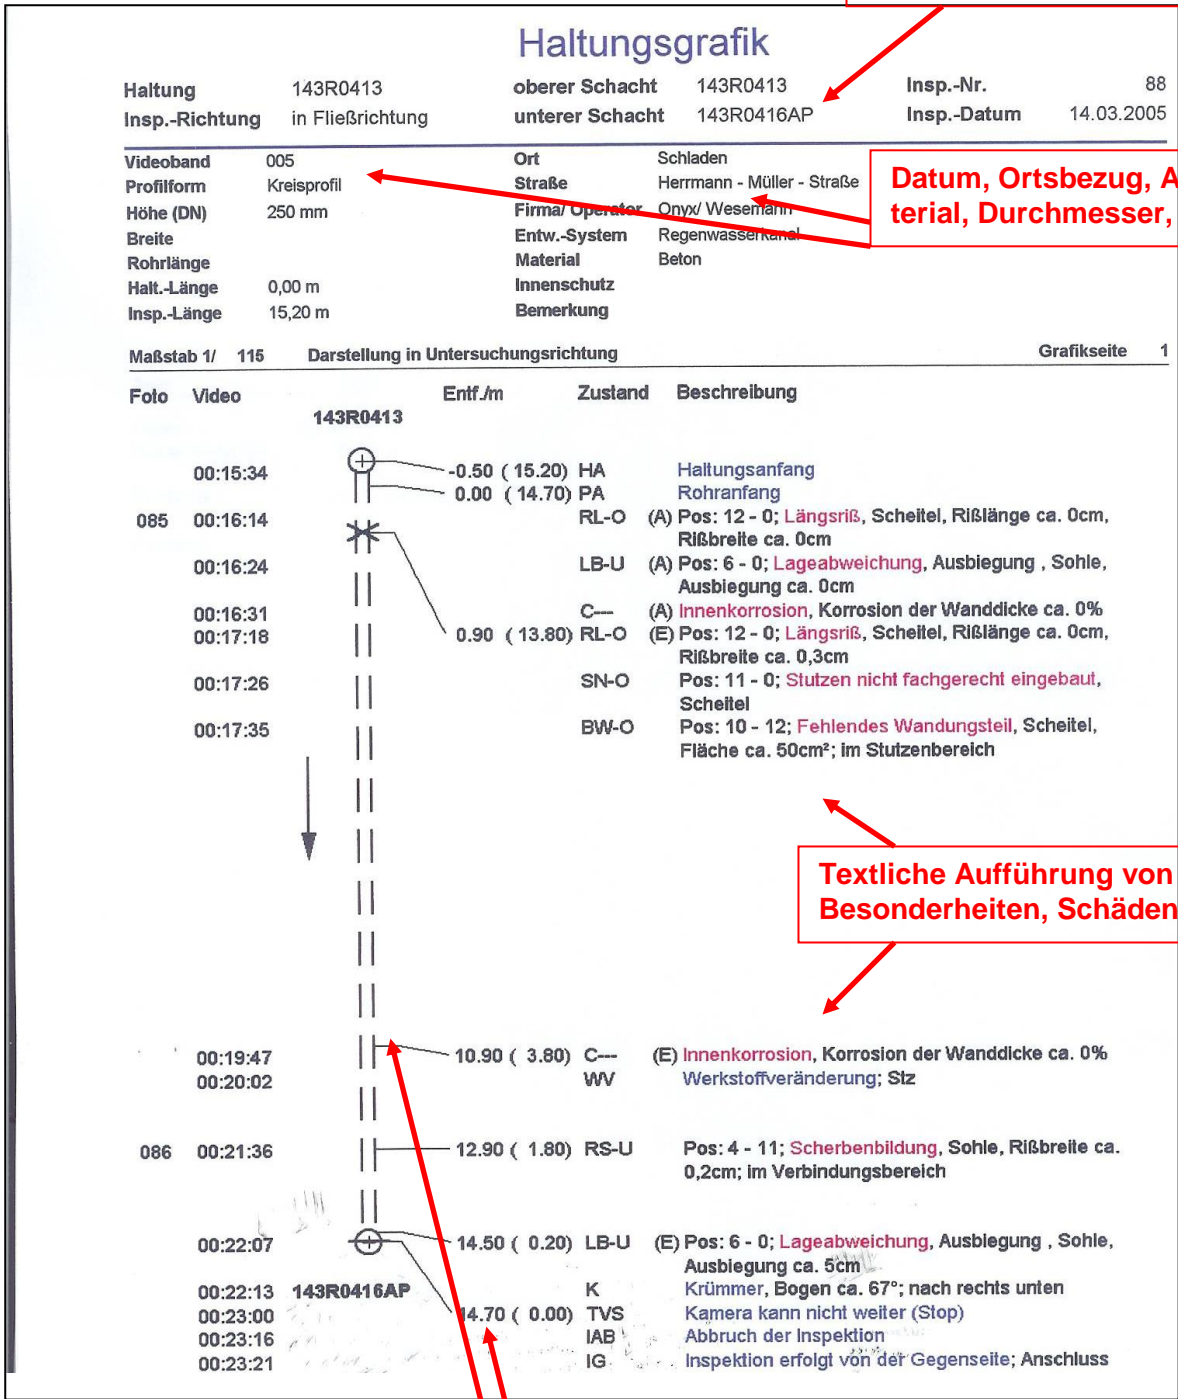 Haltungsgrafik
Haltung 143R0413 oberer Schacht 143R0413 Insp.-Nr. 88
Insp.-Richtung in Fließrichtung unterer Schacht 143R0416AP Insp.-Datum 14.03.2005
Videoband 005 Ort Schladen
Profilform Kreisprofil Straße Herrmann - Müller - Straße
Höhe (DN) 250 mm Firma/ Operator Onyx/ Wesemann
Breite Entw.-System Regenwasserkanal
Rohrlänge Material Beton
Halt.-Länge 0,00 m Innenschutz
Insp.-Länge 15,20 m Bemerkung
Datum, Ortsbezug, A
terial, Durchmesser,
Maßstab 1/ 115 Darstellung in Untersuchungsrichtung Grafikseite 1
Foto Video Entf./m Zustand Beschreibung
143R0413
00:15:34 -0.50 ( 15.20) HA Haltungsanfang
0.00 ( 14.70) PA Rohranfang
085 00:16:14 RL-O (A) Pos: 12 - 0; Längsriß, Scheitel, Rißlänge ca. 0cm,
Rißbreite ca. 0cm
00:16:24 LB-U (A) Pos: 6 - 0; Lageabweichung, Ausbiegung , Sohle,
Ausbiegung ca. 0cm
00:16:31 C--- (A) Innenkorrosion, Korrosion der Wanddicke ca. 0%
00:17:18 0.90 ( 13.80) RL-O (E) Pos: 12 - 0; Längsriß, Scheitel, Rißlänge ca. 0cm,
Rißbreite ca. 0,3cm
00:17:26 SN-O Pos: 11 - 0; Stutzen nicht fachgerecht eingebaut,
Scheitel
00:17:35 BW-O Pos: 10 - 12; Fehlendes Wandungsteil, Scheitel,
Fläche ca. 50cm²; im Stutzenbereich
Textliche Aufführung von
Besonderheiten, Schäden
00:19:47 10.90 ( 3.80) C--- (E) Innenkorrosion, Korrosion der Wanddicke ca. 0%
00:20:02 WV Werkstoffveränderung; Stz
086 00:21:36 12.90 ( 1.80) RS-U Pos: 4 - 11; Scherbenbildung, Sohle, Rißbreite ca.
0,2cm; im Verbindungsbereich
00:22:07 14.50 ( 0.20) LB-U (E) Pos: 6 - 0; Lageabweichung, Ausbiegung , Sohle,
Ausbiegung ca. 5cm
00:22:13 143R0416AP K Krümmer, Bogen ca. 67°; nach rechts unten
00:23:00 14.70 ( 0.00) TVS Kamera kann nicht weiter (Stop)
00:23:16 IAB Abbruch der Inspektion
00:23:21 IG Inspektion erfolgt von der Gegenseite; Anschluss